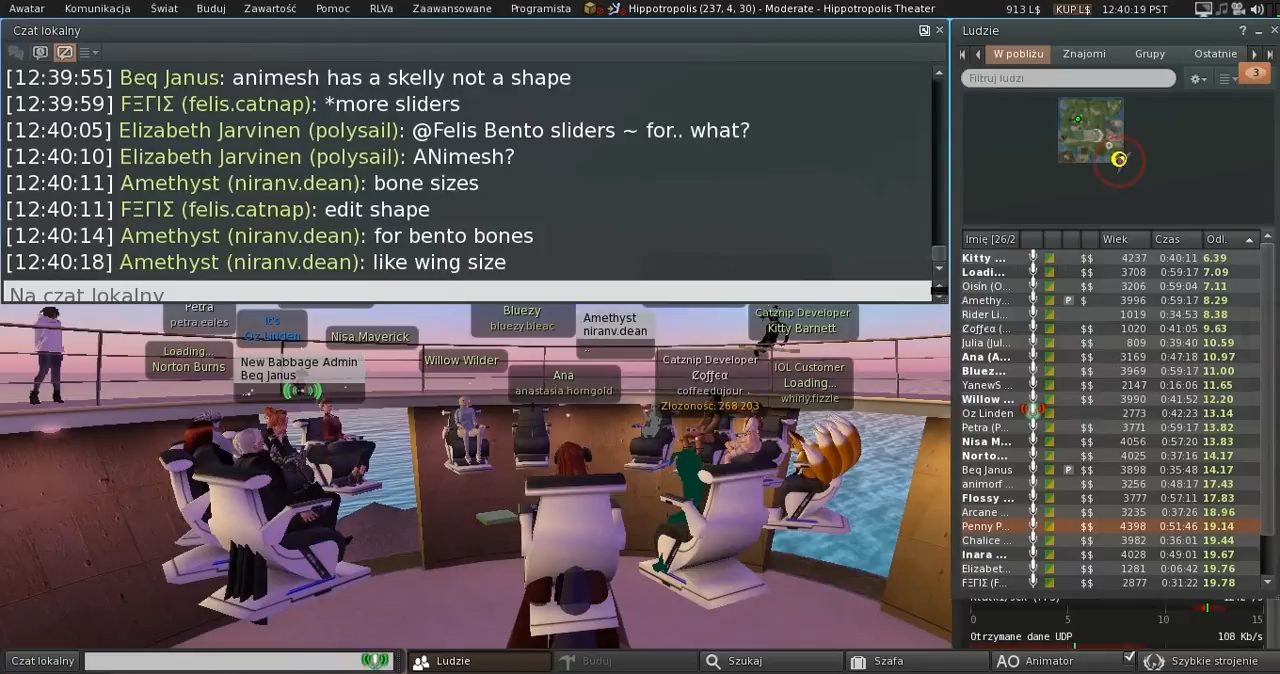 Awatar Komunikacja Świat Buduj Zawartość Pomoc RLVa Zaawansowane Programista Hippotropolis (237, 4, 30) - Moderate - Hippotropolis Theater 913 L$ KUP L$ 12:40:19 PST
Czat lokalny
[12:39:55] Beq Janus: animesh has a skelly not a shape
[12:39:59] FΞΓIΣ (felis.catnap): *more sliders
[12:40:05] Elizabeth Jarvinen (polysail): @Felis Bento sliders ~ for.. what?
[12:40:10] Elizabeth Jarvinen (polysail): ANimesh?
[12:40:11] Amethyst (niranv.dean): bone sizes
[12:40:11] FΞΓIΣ (felis.catnap): edit shape
[12:40:14] Amethyst (niranv.dean): for bento bones
[12:40:18] Amethyst (niranv.dean): like wing size
Na czat lokalny
Petra
petra.eales
It's
Oz Linden
Nisa Maverick
Loading...
Norton Burns
New Babbage Admin
Beq Janus
Willow Wilder
Bluezy
bluezy.bleac
Amethyst
niranv.dean
Ana
anastasia.horngold
Catznip Developer
Kitty Barnett
Catznip Developer
Ȼσƒƒєα
coffeedujour
Złożoność: 268 203
IOL Customer
Loading...
whirly.fizzle
Ludzie
W pobliżu Znajomi Grupy Ostatnie
Filtruj ludzi
3
Imię [26/2 Wiek Czas Odl.
Kitty ... $$ 4237 0:40:11 6.39
Loadi... $$ 3708 0:59:17 7.09
Oisín (O... $$ 3206 0:59:04 7.11
Amethy... P $ 3996 0:59:17 8.29
Rider Li... 1019 0:34:53 8.38
Ȼσƒƒєα (... $$ 1020 0:41:05 9.63
Julia (Jul... $$ 809 0:39:40 10.59
Ana (A... $$ 3169 0:47:18 10.97
Bluez... $$ 3969 0:59:17 11.00
YanewS ... $$ 2147 0:16:06 11.65
Willow ... $$ 3990 0:41:52 12.20
Oz Linden 2773 0:42:23 13.14
Petra (P... $$ 3771 0:59:17 13.82
Nisa M... $$ 4056 0:57:20 13.83
Norto... $$ 4025 0:37:16 14.17
Beq Janus P $$ 3898 0:35:48 14.17
animorf ... $$ 3256 0:48:17 17.43
Flossy ... $$ 3777 0:57:11 17.83
Arcane ... $$ 3235 0:37:26 18.96
Penny P... $$ 4398 0:51:46 19.14
Chalice ... $$ 3982 0:36:01 19.44
Inara ... $$ 4028 0:49:01 19.67
Elizabet... $$ 1281 0:06:42 19.76
FΞΓIΣ (F... $$ 2877 0:31:22 19.78
0 5 10 15
Otrzymane dane UDP 108 Kb/s
Czat lokalny Ludzie Buduj Szukaj Szafa AO Animator Szybkie strojenie